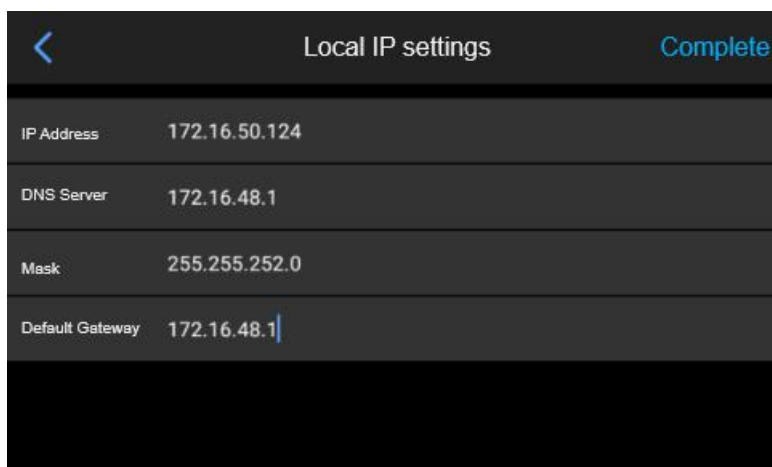 Local IP settings Complete
IP Address 172.16.50.124
DNS Server 172.16.48.1
Mask 255.255.252.0
Default Gateway 172.16.48.1